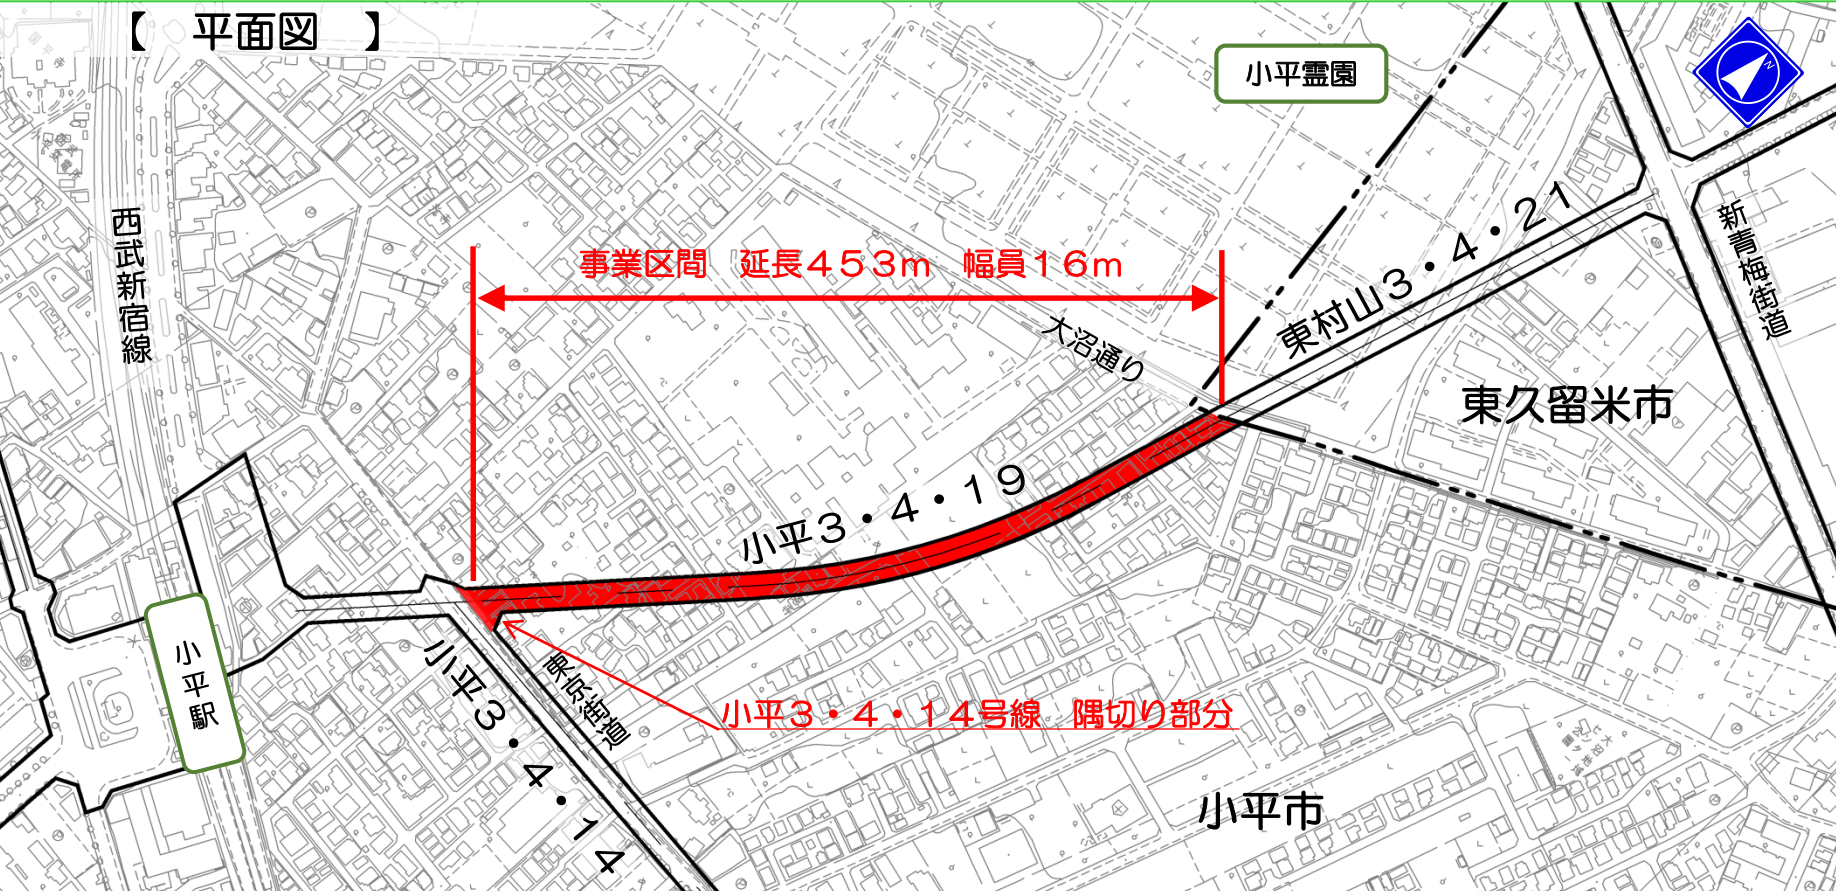 【　平面図　】
小平霊園
N
西武新宿線
事業区間　延長４５３ｍ　幅員１６ｍ
大沼通り
東村山３・４・２１
新青梅街道
東久留米市
小平３・４・１９
小平駅
小平３・４・１４
東京街道
小平３・４・１４号線　隅切り部分
小平市